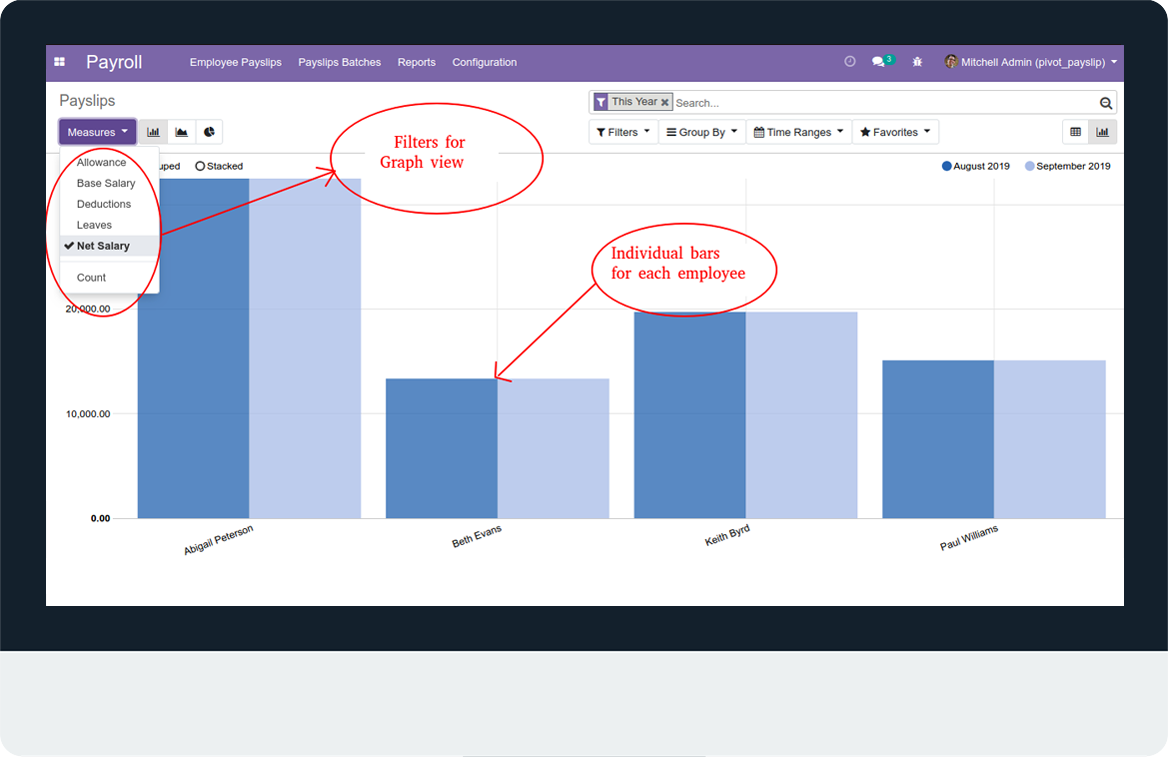 Payroll
Employee Payslips
Payslips Batches
Reports
Configuration
3
Mitchell Admin (pivot_payslip)
Payslips
This Year
Search...
Measures
Filters
Group By
Time Ranges
Favorites
Allowance
Base Salary
Deductions
Leaves
Net Salary
Count
uped
Stacked
August 2019
September 2019
Filters for
Graph view
Individual bars
for each employee
20,000.00
10,000.00
0.00
Abigail Peterson
Beth Evans
Keith Byrd
Paul Williams